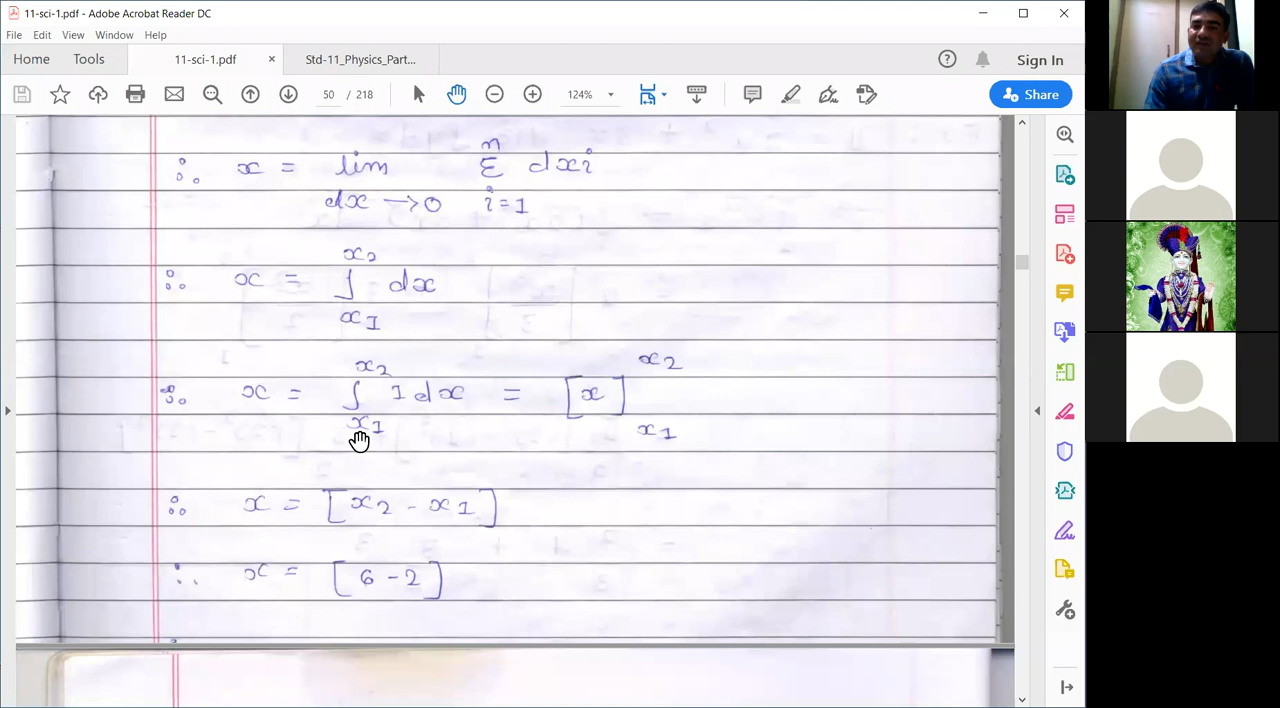 11-sci-1.pdf - Adobe Acrobat Reader DC
File Edit View Window Help
Home Tools 11-sci-1.pdf × Std-11_Physics_Part... Sign In
50 / 218 124% Share
∴ x = lim n Σ dxi
dx → 0 i = 1
x2
∴ x = ∫ dx
x1
x2 x2
∴ x = ∫ 1 dx = [x]
x1 x1
∴ x = [x2 - x1]
∴ x = [6 - 2]